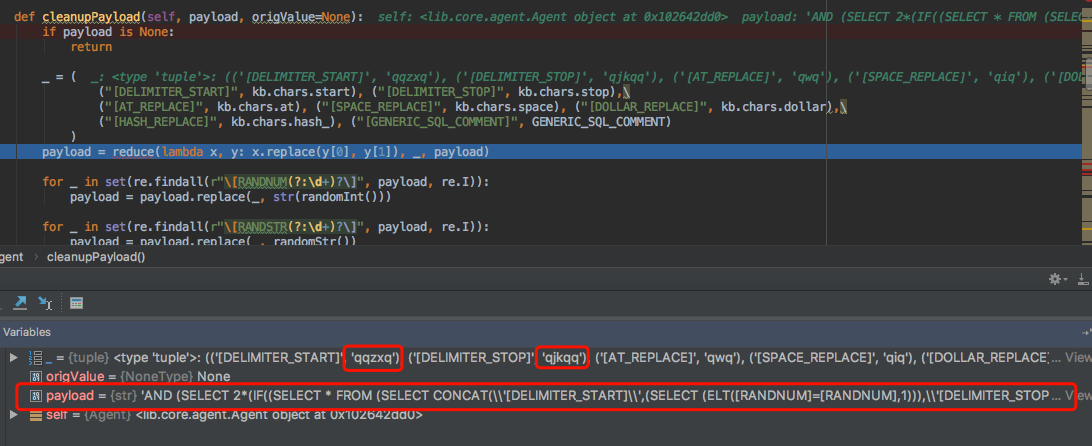 def cleanupPayload(self, payload, origValue=None):  self: <lib.core.agent.Agent object at 0x102642dd0>  payload: 'AND (SELECT 2*(IF((SELECT * FROM (SELE
if payload is None:
return
_ = (  _: <type 'tuple'>: (('[DELIMITER_START]', 'qqzxq'), ('[DELIMITER_STOP]', 'qjkqq'), ('[AT_REPLACE]', 'qwq'), ('[SPACE_REPLACE]', 'qiq'), ('[DOL
("[DELIMITER_START]", kb.chars.start), ("[DELIMITER_STOP]", kb.chars.stop),\
("[AT_REPLACE]", kb.chars.at), ("[SPACE_REPLACE]", kb.chars.space), ("[DOLLAR_REPLACE]", kb.chars.dollar),\
("[HASH_REPLACE]", kb.chars.hash_), ("[GENERIC_SQL_COMMENT]", GENERIC_SQL_COMMENT)
)
payload = reduce(lambda x, y: x.replace(y[0], y[1]), _, payload)
for _ in set(re.findall(r"\[RANDNUM(?:\d+)?\]", payload, re.I)):
payload = payload.replace(_, str(randomInt()))
for _ in set(re.findall(r"\[RANDSTR(?:\d+)?\]", payload, re.I)):
payload = payload.replace(_, randomStr())
gent > cleanupPayload()
Variables
_ = {tuple} <type 'tuple'>: (('[DELIMITER_START]', 'qqzxq'), ('[DELIMITER_STOP]', 'qjkqq'), ('[AT_REPLACE]', 'qwq'), ('[SPACE_REPLACE]', 'qiq'), ('[DOLLAR_REPLACE]... View
origValue = {NoneType} None
payload = {str} 'AND (SELECT 2*(IF((SELECT * FROM (SELECT CONCAT(\\'[DELIMITER_START]\\',(SELECT (ELT([RANDNUM]=[RANDNUM],1))),\\'[DELIMITER_STOP... View
self = {Agent} <lib.core.agent.Agent object at 0x102642dd0>